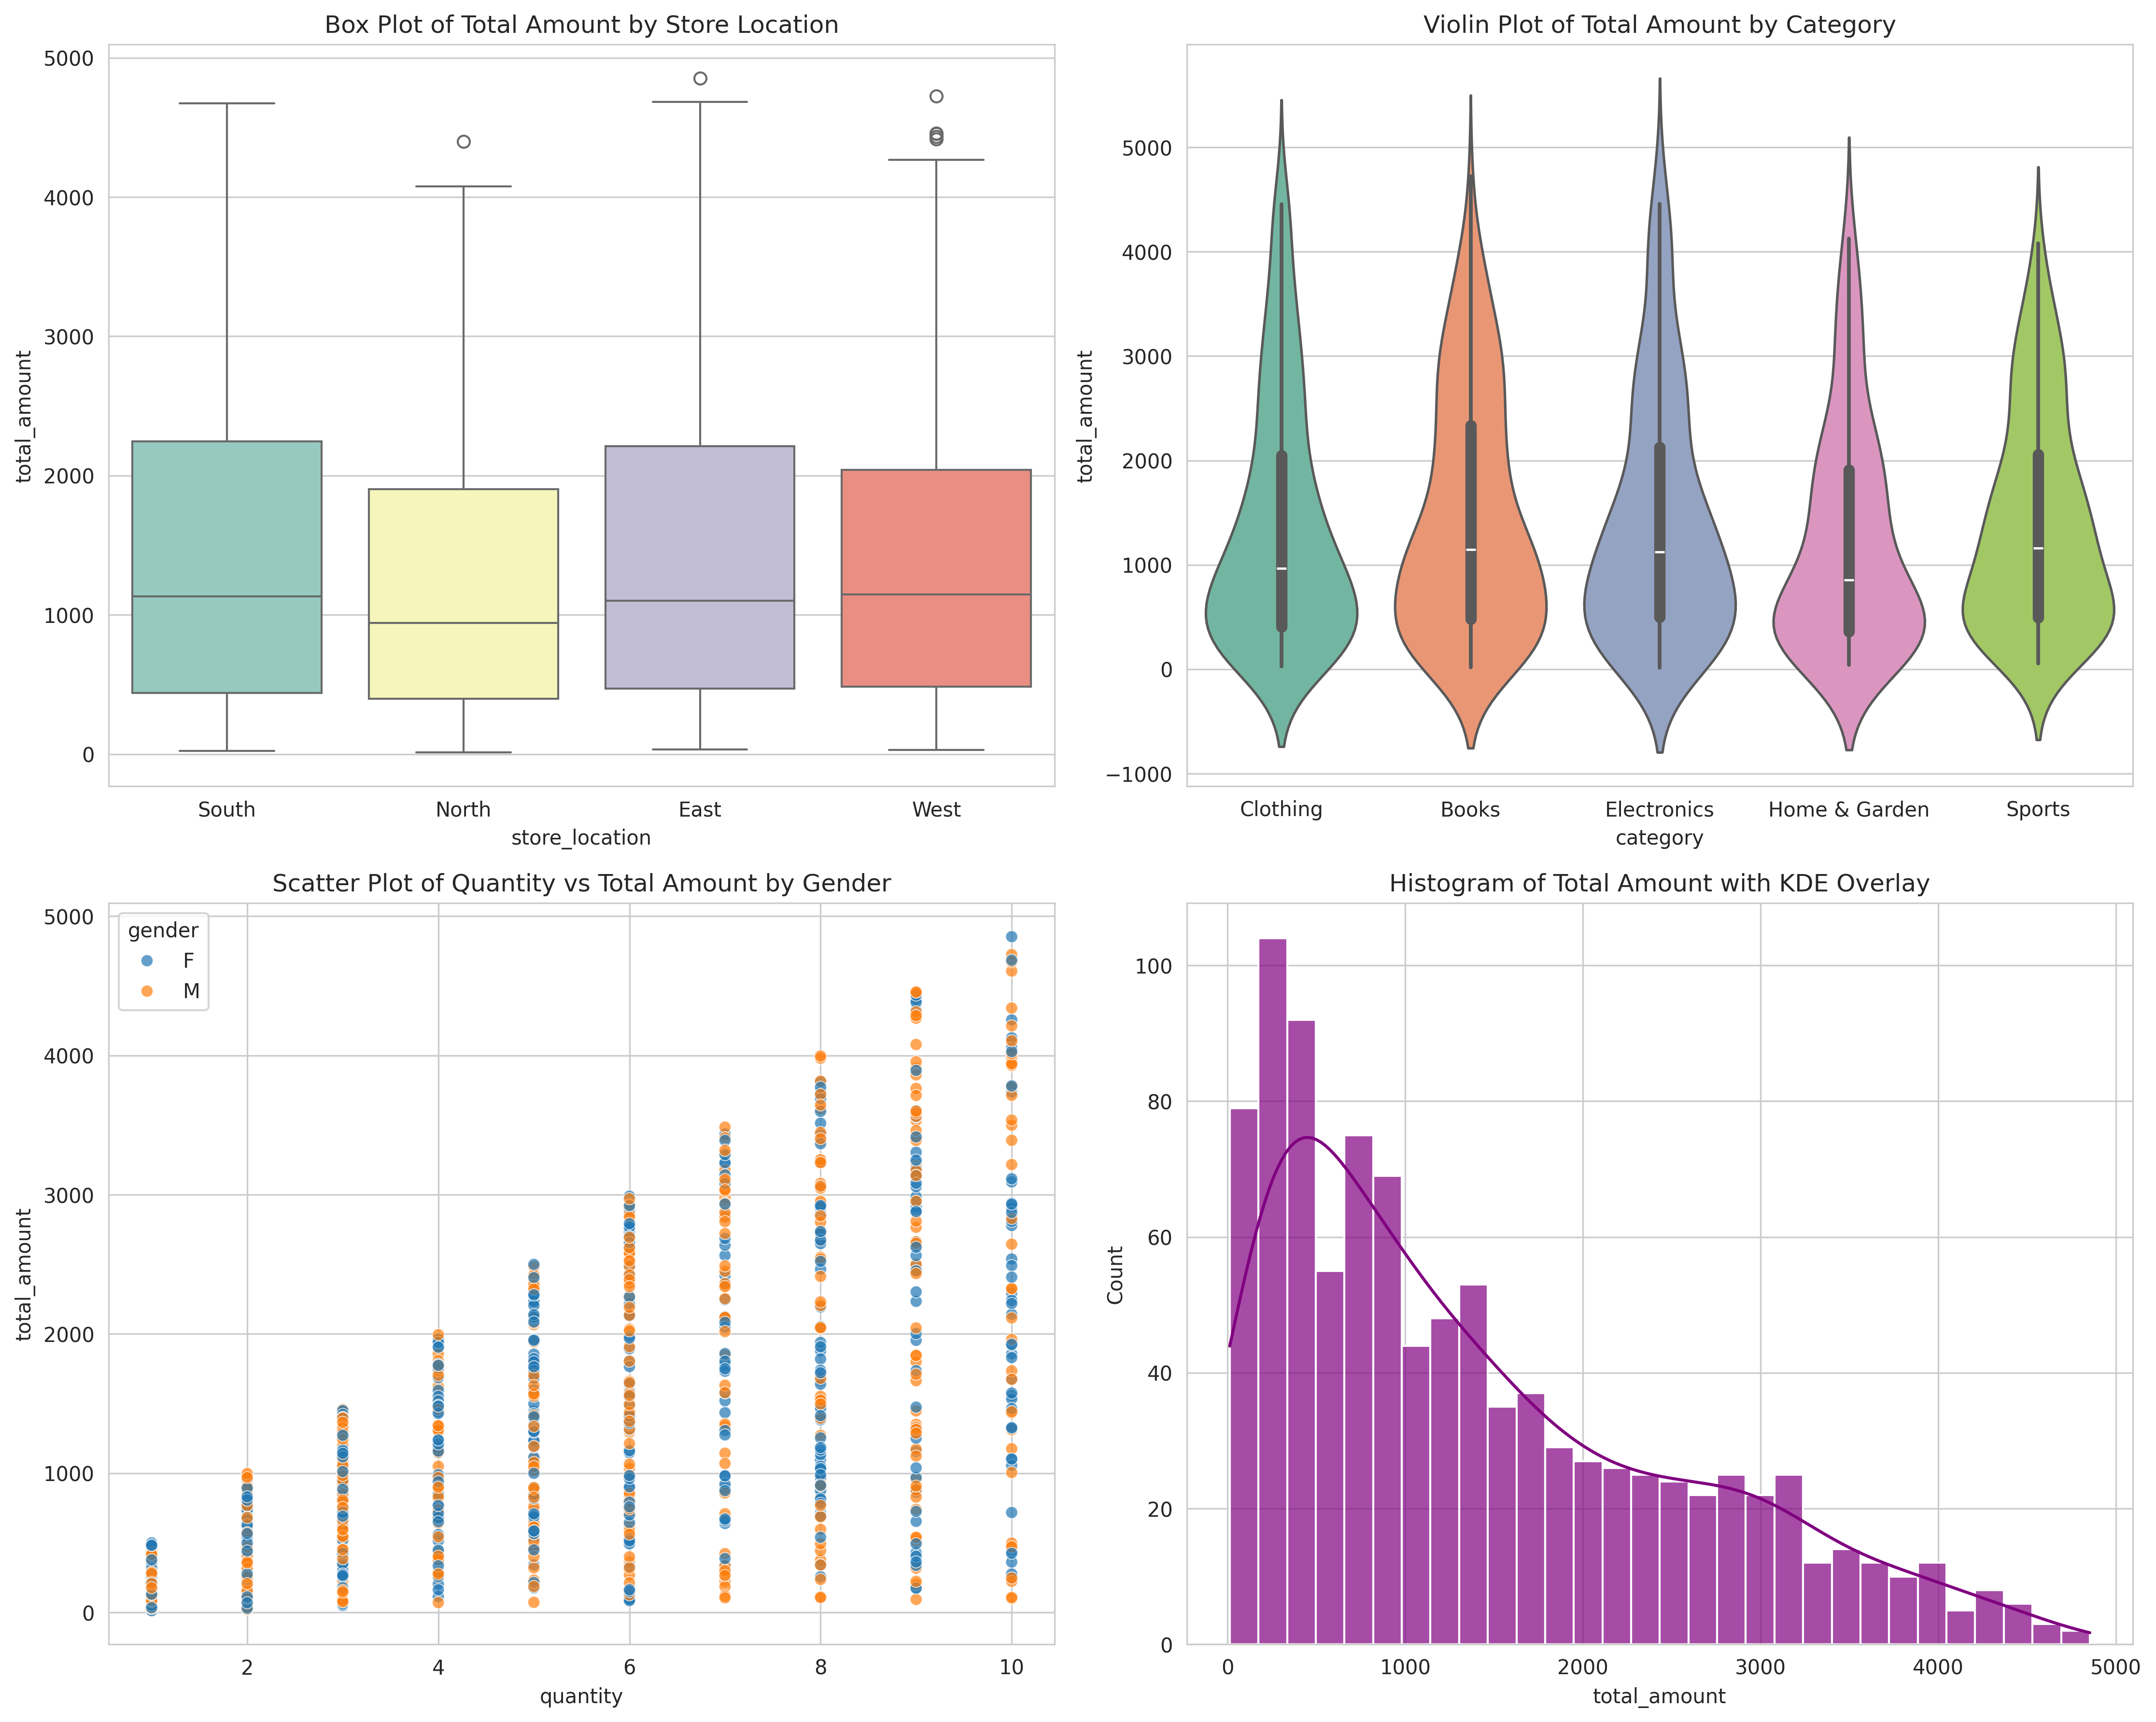 Box Plot of Total Amount by Store Location
5000
4000
3000
2000
1000
0
total_amount
South North East West
store_location
Violin Plot of Total Amount by Category
5000
4000
3000
2000
1000
0
−1000
total_amount
Clothing Books Electronics Home & Garden Sports
category
Scatter Plot of Quantity vs Total Amount by Gender
gender
F
M
5000
4000
3000
2000
1000
0
total_amount
2 4 6 8 10
quantity
Histogram of Total Amount with KDE Overlay
100
80
60
40
20
0
Count
0 1000 2000 3000 4000 5000
total_amount